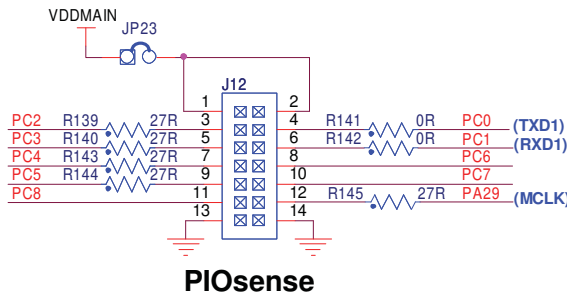 VDDMAIN
JP23
J12
1 2
PC2 R139 27R 3 4 R141 0R PC0 (TXD1)
PC3 R140 27R 5 6 R142 0R PC1 (RXD1)
PC4 R143 27R 7 8 PC6
PC5 R144 27R 9 10 PC7
PC8 11 12 R145 27R PA29 (MCLK)
13 14
PIOsense